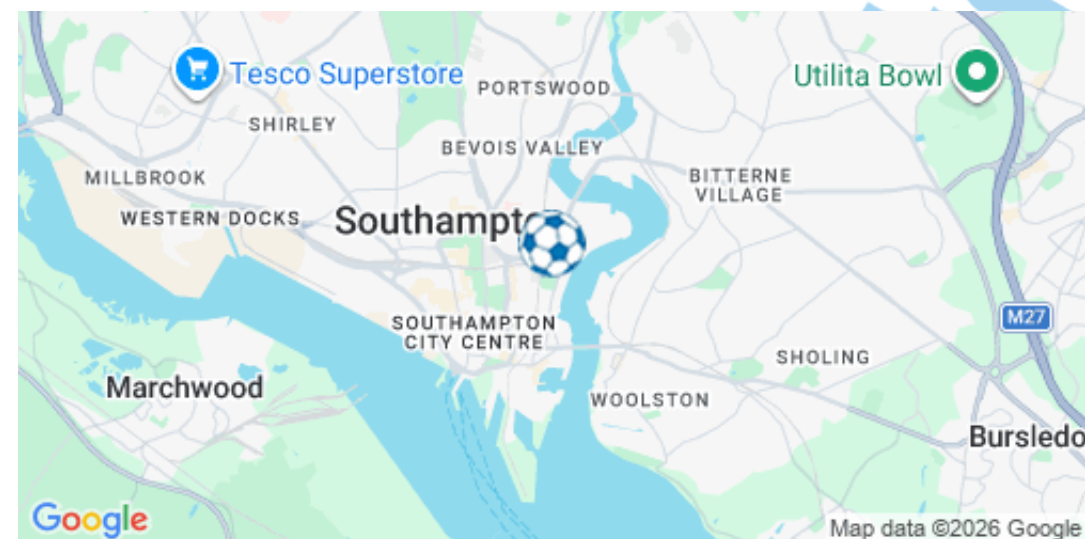 Tesco Superstore
Utilita Bowl
PORTSWOOD
SHIRLEY
BEVOIS VALLEY
MILLBROOK
BITTERNE
VILLAGE
WESTERN DOCKS
Southampt
M27
SOUTHAMPTON
CITY CENTRE
SHOLING
Marchwood
WOOLSTON
Bursledo
Google
Map data ©2026 Google